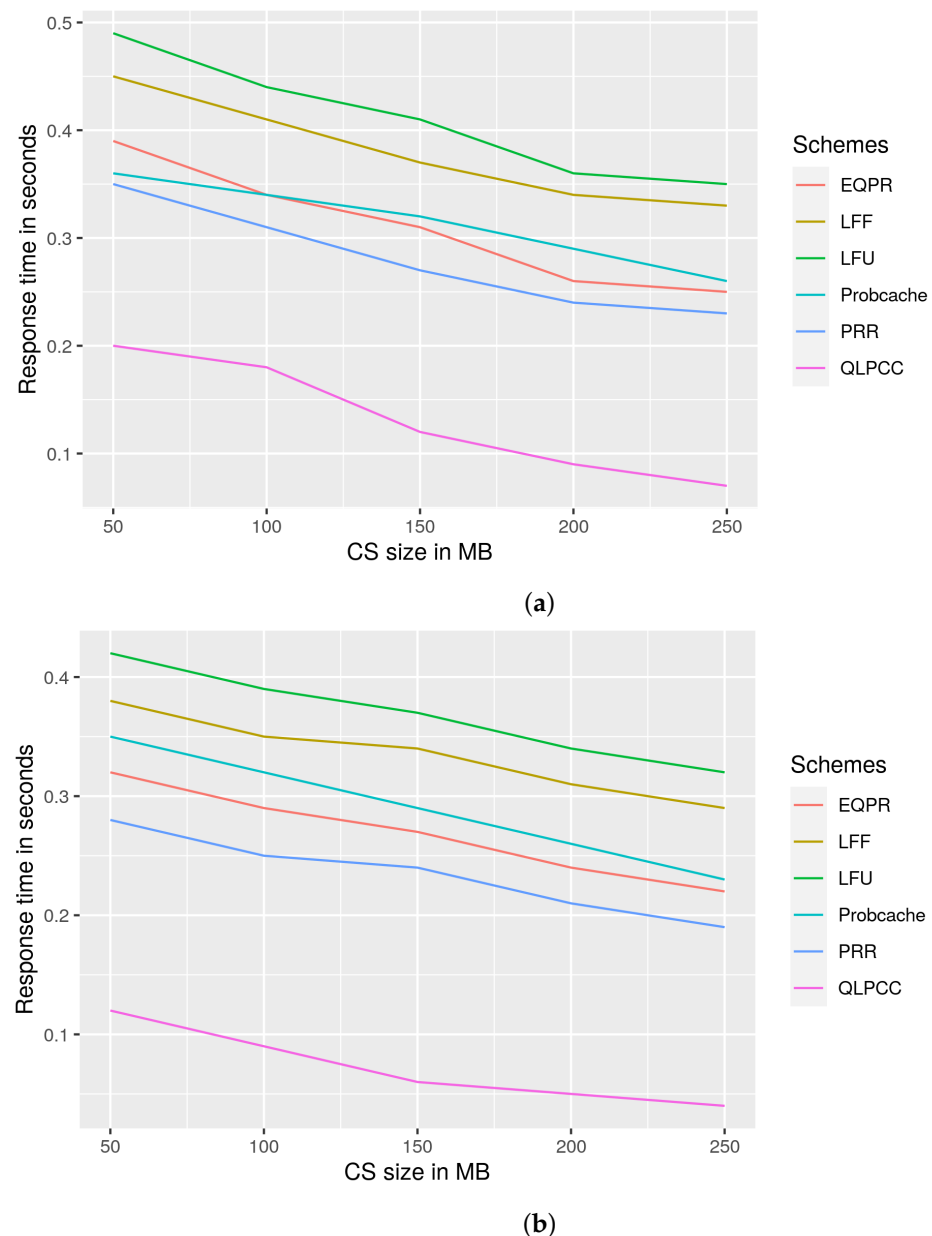 0.5
0.4
0.3
0.2
0.1
Response time in seconds
50 100 150 200 250
CS size in MB
Schemes
EQPR
LFF
LFU
Probcache
PRR
QLPCC
(a)
0.4
0.3
0.2
0.1
Response time in seconds
50 100 150 200 250
CS size in MB
Schemes
EQPR
LFF
LFU
Probcache
PRR
QLPCC
(b)